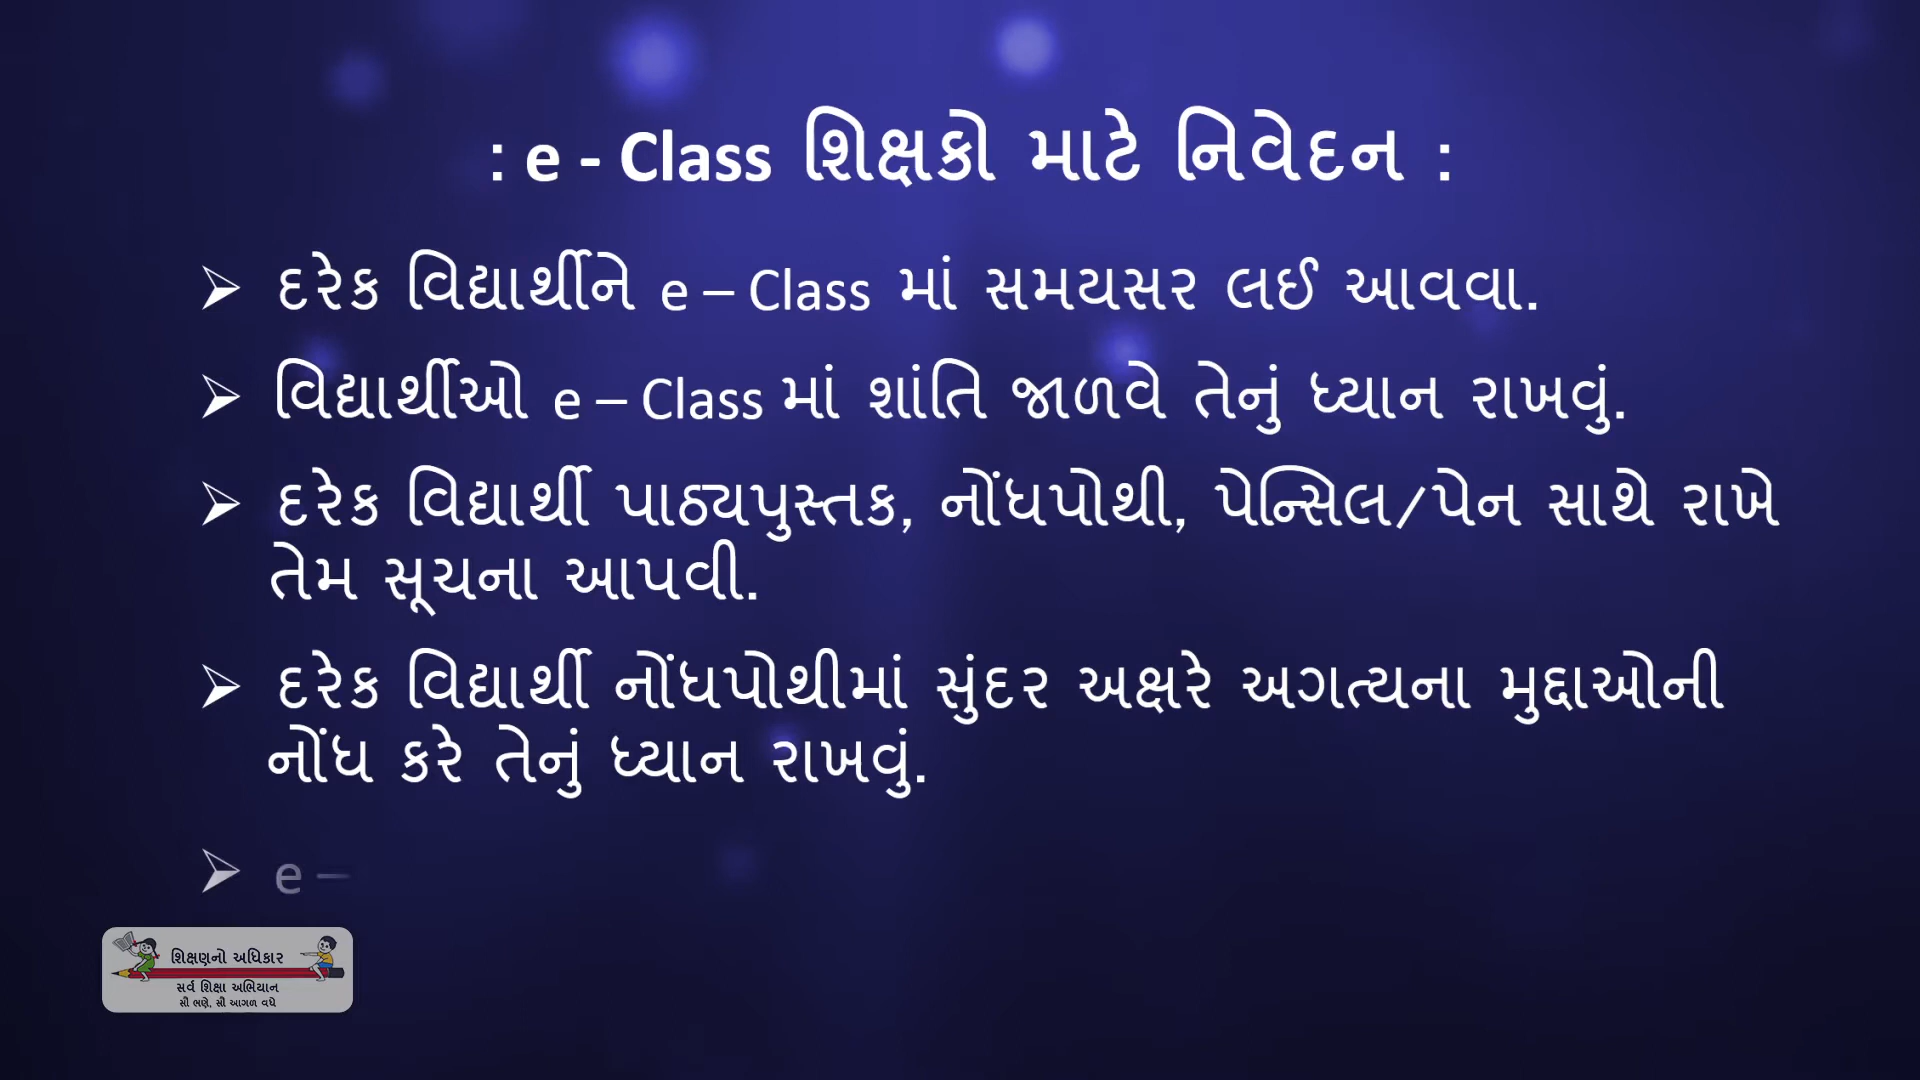 : e - Class શિક્ષકો માટે નિવેદન :
➢ દરેક વિદ્યાર્થીને e – Class માં સમયસર લઈ આવવા.
➢ વિદ્યાર્થીઓ e – Class માં શાંતિ જાળવે તેનું ધ્યાન રાખવું.
➢ દરેક વિદ્યાર્થી પાઠ્યપુસ્તક, નોંધપોથી, પેન્સિલ/પેન સાથે રાખે
તેમ સૂચના આપવી.
➢ દરેક વિદ્યાર્થી નોંધપોથીમાં સુંદર અક્ષરે અગત્યના મુદ્દાઓની
નોંધ કરે તેનું ધ્યાન રાખવું.
➢ e –
શિક્ષણનો અધિકાર
સર્વ શિક્ષા અભિયાન
સૌ ભણે, સૌ આગળ વધે